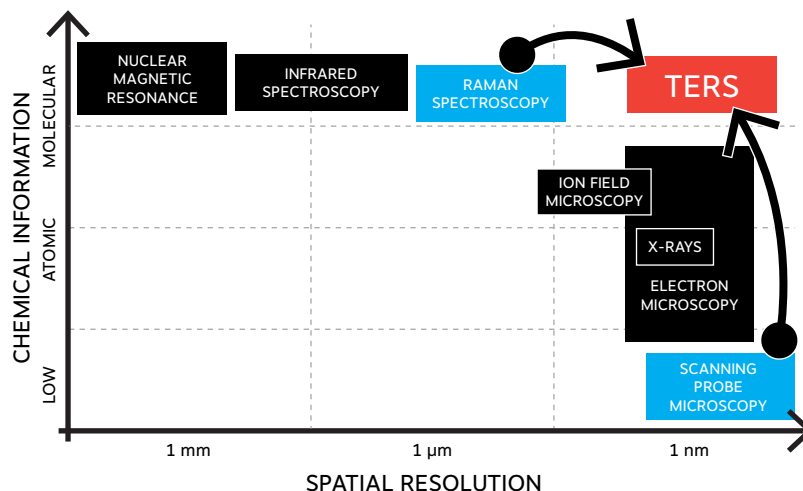 NUCLEAR
MAGNETIC
RESONANCE
INFRARED
SPECTROSCOPY
RAMAN
SPECTROSCOPY
TERS
ION FIELD
MICROSCOPY
X-RAYS
ELECTRON
MICROSCOPY
SCANNING
PROBE
MICROSCOPY
CHEMICAL INFORMATION
MOLECULAR
ATOMIC
LOW
1 mm
1 μm
1 nm
SPATIAL RESOLUTION